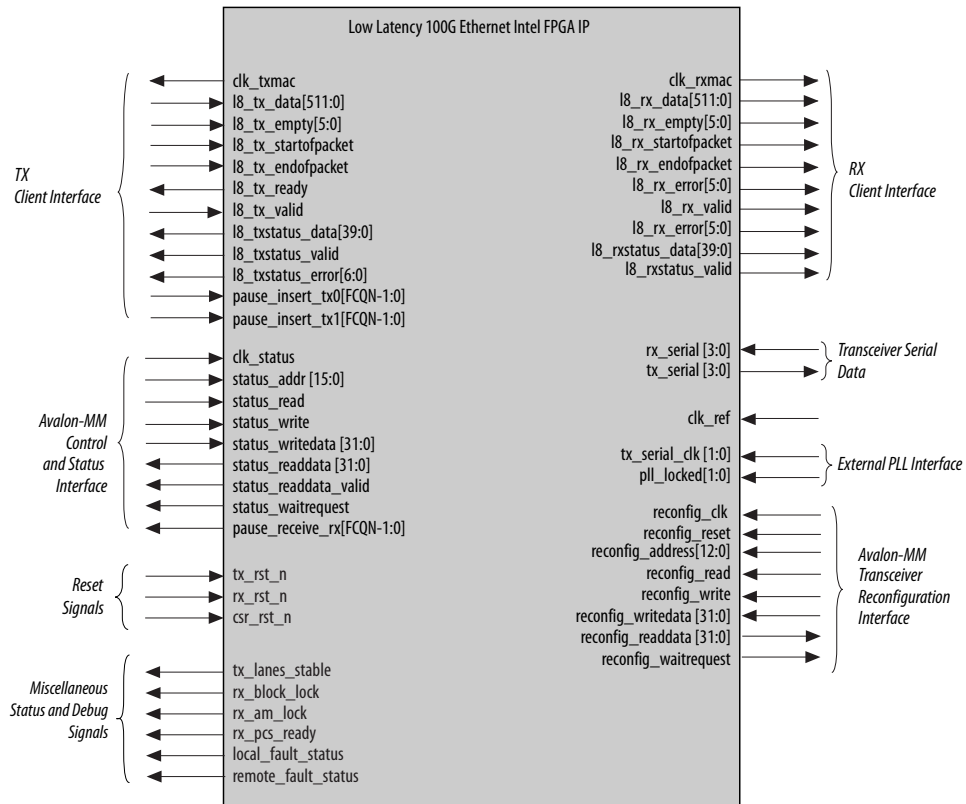 Low Latency 100G Ethernet Intel FPGA IP
TX
Client Interface
clk_txmac
l8_tx_data[511:0]
l8_tx_empty[5:0]
l8_tx_startofpacket
l8_tx_endofpacket
l8_tx_ready
l8_tx_valid
l8_txstatus_data[39:0]
l8_txstatus_valid
l8_txstatus_error[6:0]
pause_insert_tx0[FCQN-1:0]
pause_insert_tx1[FCQN-1:0]
Avalon-MM
Control
and Status
Interface
clk_status
status_addr [15:0]
status_read
status_write
status_writedata [31:0]
status_readdata [31:0]
status_readdata_valid
status_waitrequest
pause_receive_rx[FCQN-1:0]
Reset
Signals
tx_rst_n
rx_rst_n
csr_rst_n
Miscellaneous
Status and Debug
Signals
tx_lanes_stable
rx_block_lock
rx_am_lock
rx_pcs_ready
local_fault_status
remote_fault_status
clk_rxmac
l8_rx_data[511:0]
l8_rx_empty[5:0]
l8_rx_startofpacket
l8_rx_endofpacket
l8_rx_error[5:0]
l8_rx_valid
l8_rx_error[5:0]
l8_rxstatus_data[39:0]
l8_rxstatus_valid
RX
Client Interface
rx_serial [3:0]
tx_serial [3:0]
Transceiver Serial
Data
clk_ref
tx_serial_clk [1:0]
pll_locked[1:0]
External PLL Interface
reconfig_clk
reconfig_reset
reconfig_address[12:0]
reconfig_read
reconfig_write
reconfig_writedata [31:0]
reconfig_readdata [31:0]
reconfig_waitrequest
Avalon-MM
Transceiver
Reconfiguration
Interface